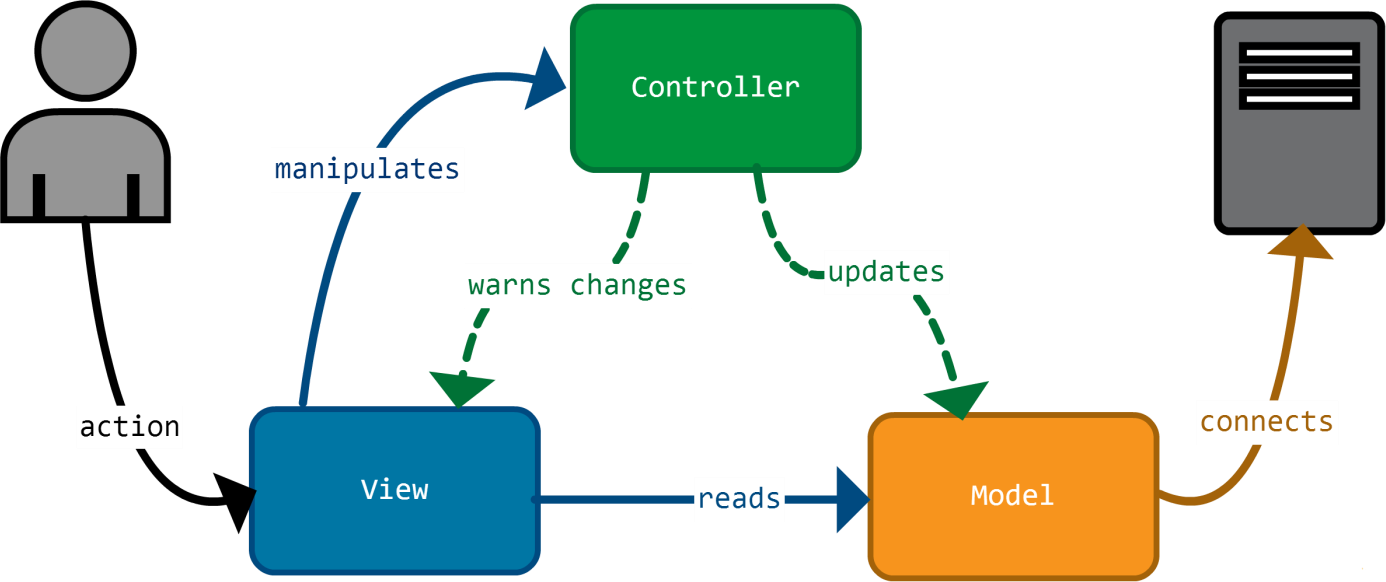 Controller
manipulates
warns changes
updates
action
connects
View
reads
Model